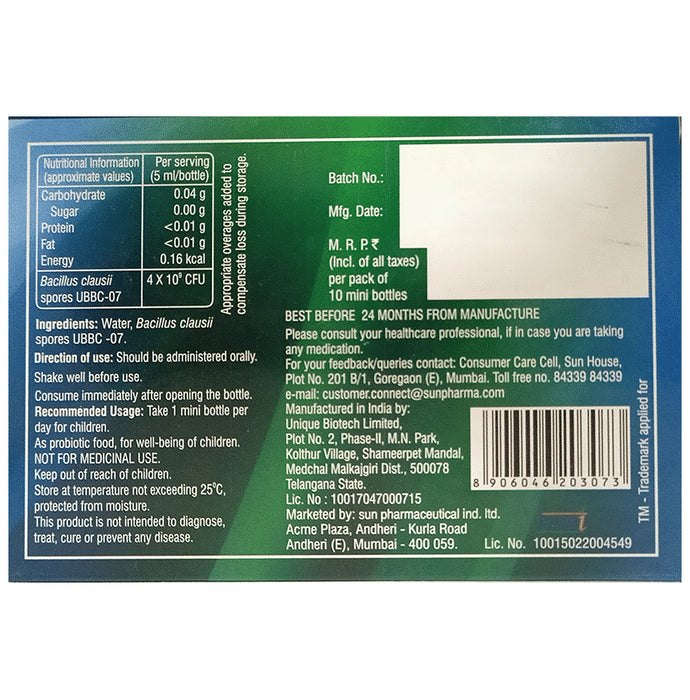 Nutritional Information Per serving
(approximate values) (5 ml/bottle)
Carbohydrate 0.04 g
Sugar 0.00 g
Protein <0.01 g
Fat <0.01 g
Energy 0.16 kcal
Bacillus clausii 4 X 10⁹ CFU
spores UBBC-07
Appropriate overages added to
compensate loss during storage.
Ingredients: Water, Bacillus clausii
spores UBBC -07.
Direction of use: Should be administered orally.
Shake well before use.
Consume immediately after opening the bottle.
Recommended Usage: Take 1 mini bottle per
day for children.
As probiotic food, for well-being of children.
NOT FOR MEDICINAL USE.
Keep out of reach of children.
Store at temperature not exceeding 25⁰C,
protected from moisture.
This product is not intended to diagnose,
treat, cure or prevent any disease.
Batch No.:
Mfg. Date:
M. R. P. ₹
(Incl. of all taxes)
per pack of
10 mini bottles
BEST BEFORE 24 MONTHS FROM MANUFACTURE
Please consult your healthcare professional, if in case you are taking
any medication.
For your feedback/queries contact: Consumer Care Cell, Sun House,
Plot No. 201 B/1, Goregaon (E), Mumbai. Toll free no. 84339 84339
e-mail: customer.connect@sunpharma.com
Manufactured in India by:
Unique Biotech Limited,
Plot No. 2, Phase-II, M.N. Park,
Kolthur Village, Shameerpet Mandal,
Medchal Malkajgiri Dist., 500078
Telangana State.
Lic. No : 10017047000715
Marketed by: sun pharmaceutical ind. ltd.
Acme Plaza, Andheri - Kurla Road
Andheri (E), Mumbai - 400 059.
8 906046 203073
Lic. No. 10015022004549
TM - Trademark applied for